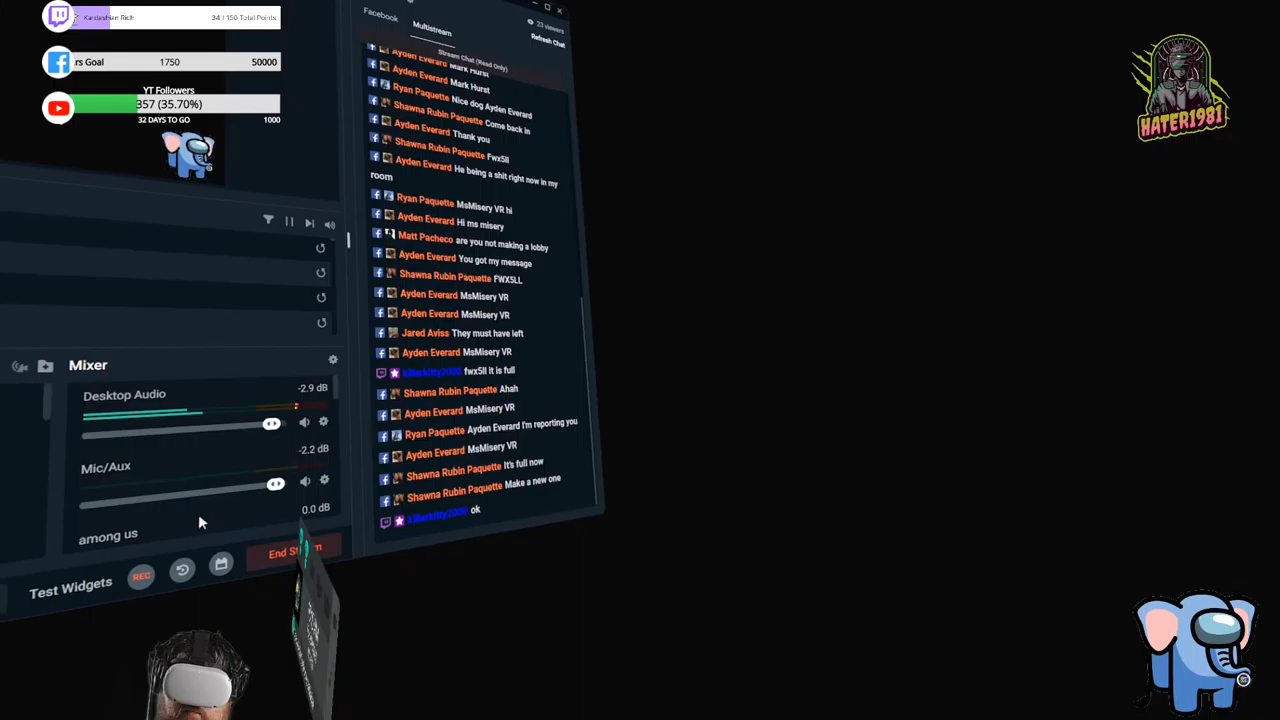 Kardashian Rich 34 / 150 Total Points
rs Goal 1750 50000
YT Followers
357 (35.70%)
32 DAYS TO GO 1000
Facebook
Multistream
23 viewers
Refresh Chat
Stream Chat (Read Only)
Ayden Everard Mark Hurst
Ayden Everard Mark Hurst
Ryan Paquette Nice dog Ayden Everard
Shawna Rubin Paquette Come back in
Ayden Everard Thank you
Shawna Rubin Paquette Fwx5ll
Ayden Everard He being a shit right now in my
room
Ryan Paquette MsMisery VR hi
Ayden Everard Hi ms misery
Matt Pacheco are you not making a lobby
Ayden Everard You got my message
Shawna Rubin Paquette FWX5LL
Ayden Everard MsMisery VR
Ayden Everard MsMisery VR
Jared Aviss They must have left
Ayden Everard MsMisery VR
killerkitty2008 fwx5ll it is full
Shawna Rubin Paquette Ahah
Ayden Everard MsMisery VR
Ryan Paquette Ayden Everard I'm reporting you
Ayden Everard MsMisery VR
Shawna Rubin Paquette It's full now
Shawna Rubin Paquette Make a new one
killerkitty2008 ok
Mixer
Desktop Audio -2.9 dB
Mic/Aux -2.2 dB
among us 0.0 dB
Test Widgets REC End
HATER1981